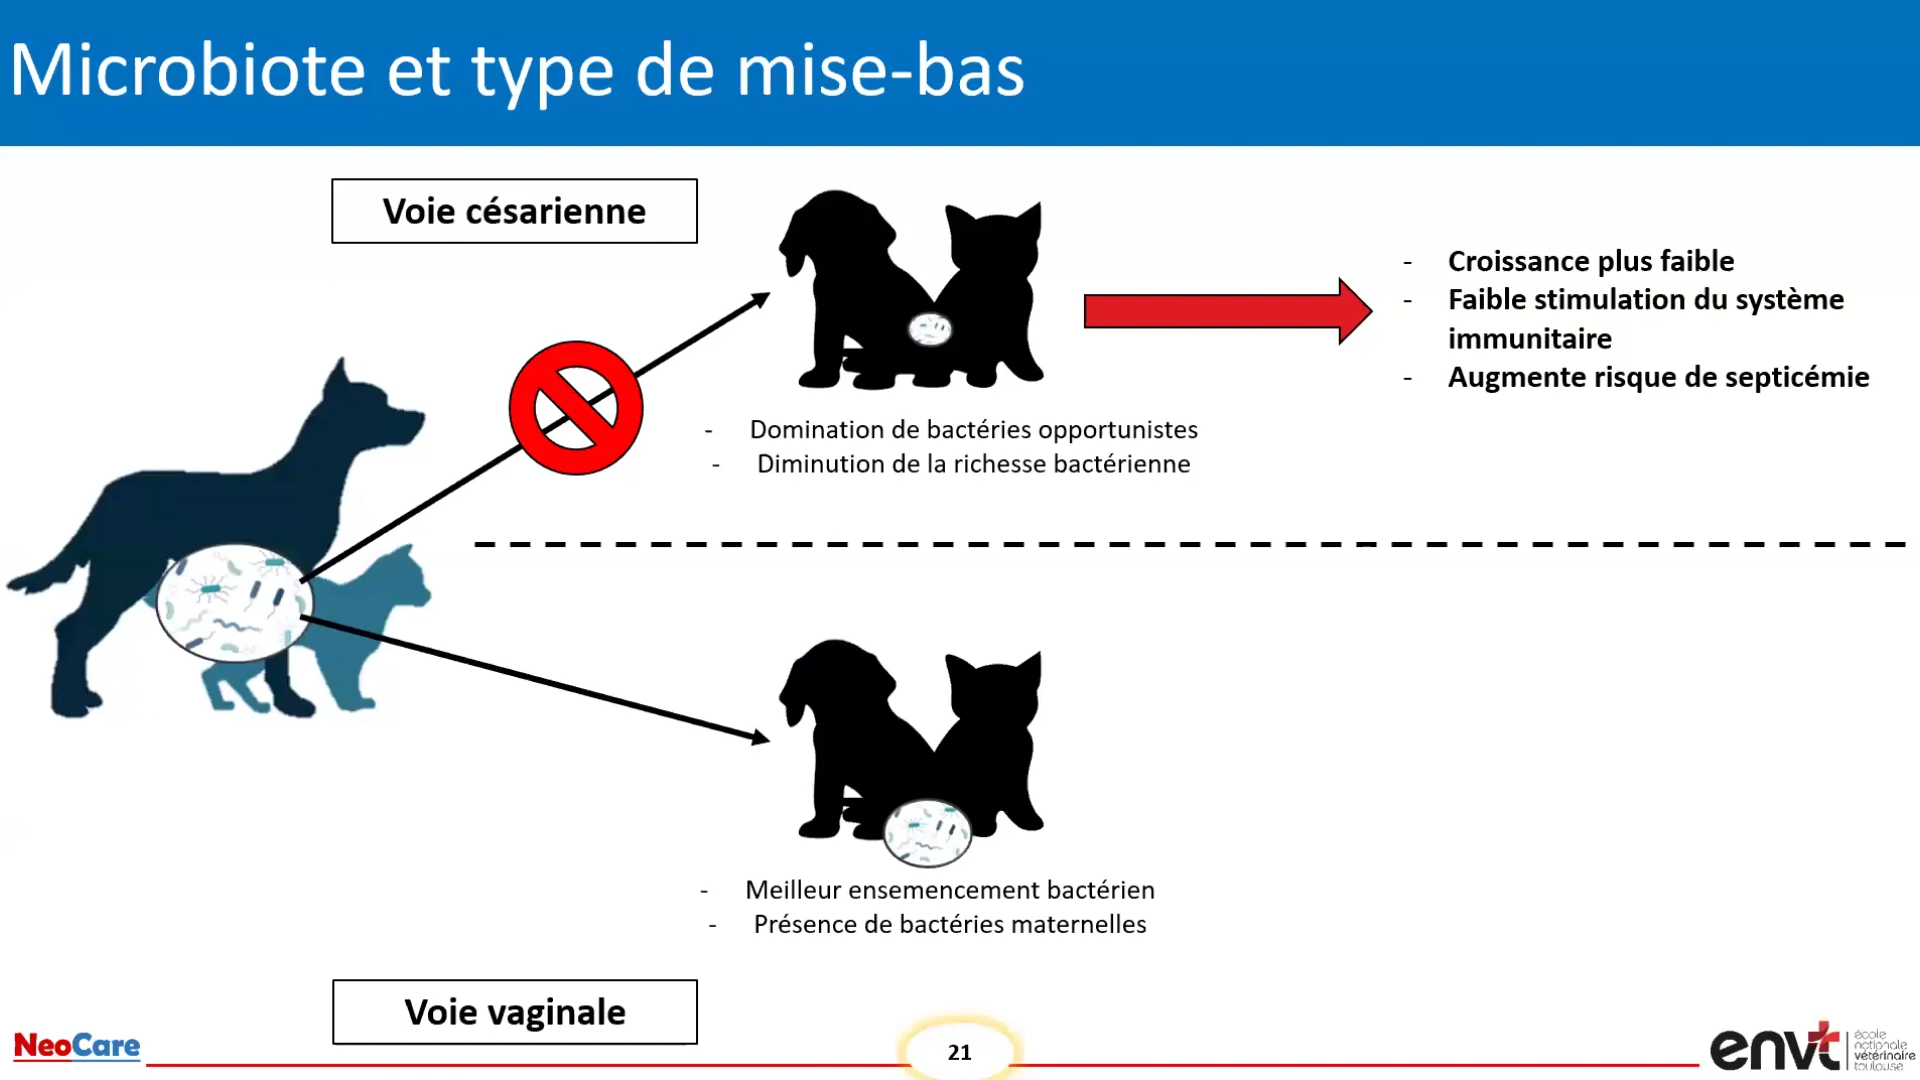 Microbiote et type de mise-bas
Voie césarienne
- Croissance plus faible
- Faible stimulation du système
immunitaire
- Augmente risque de septicémie
- Domination de bactéries opportunistes
- Diminution de la richesse bactérienne
- Meilleur ensemencement bactérien
- Présence de bactéries maternelles
Voie vaginale
NeoCare
21
envt
école
nationale
vétérinaire
toulouse